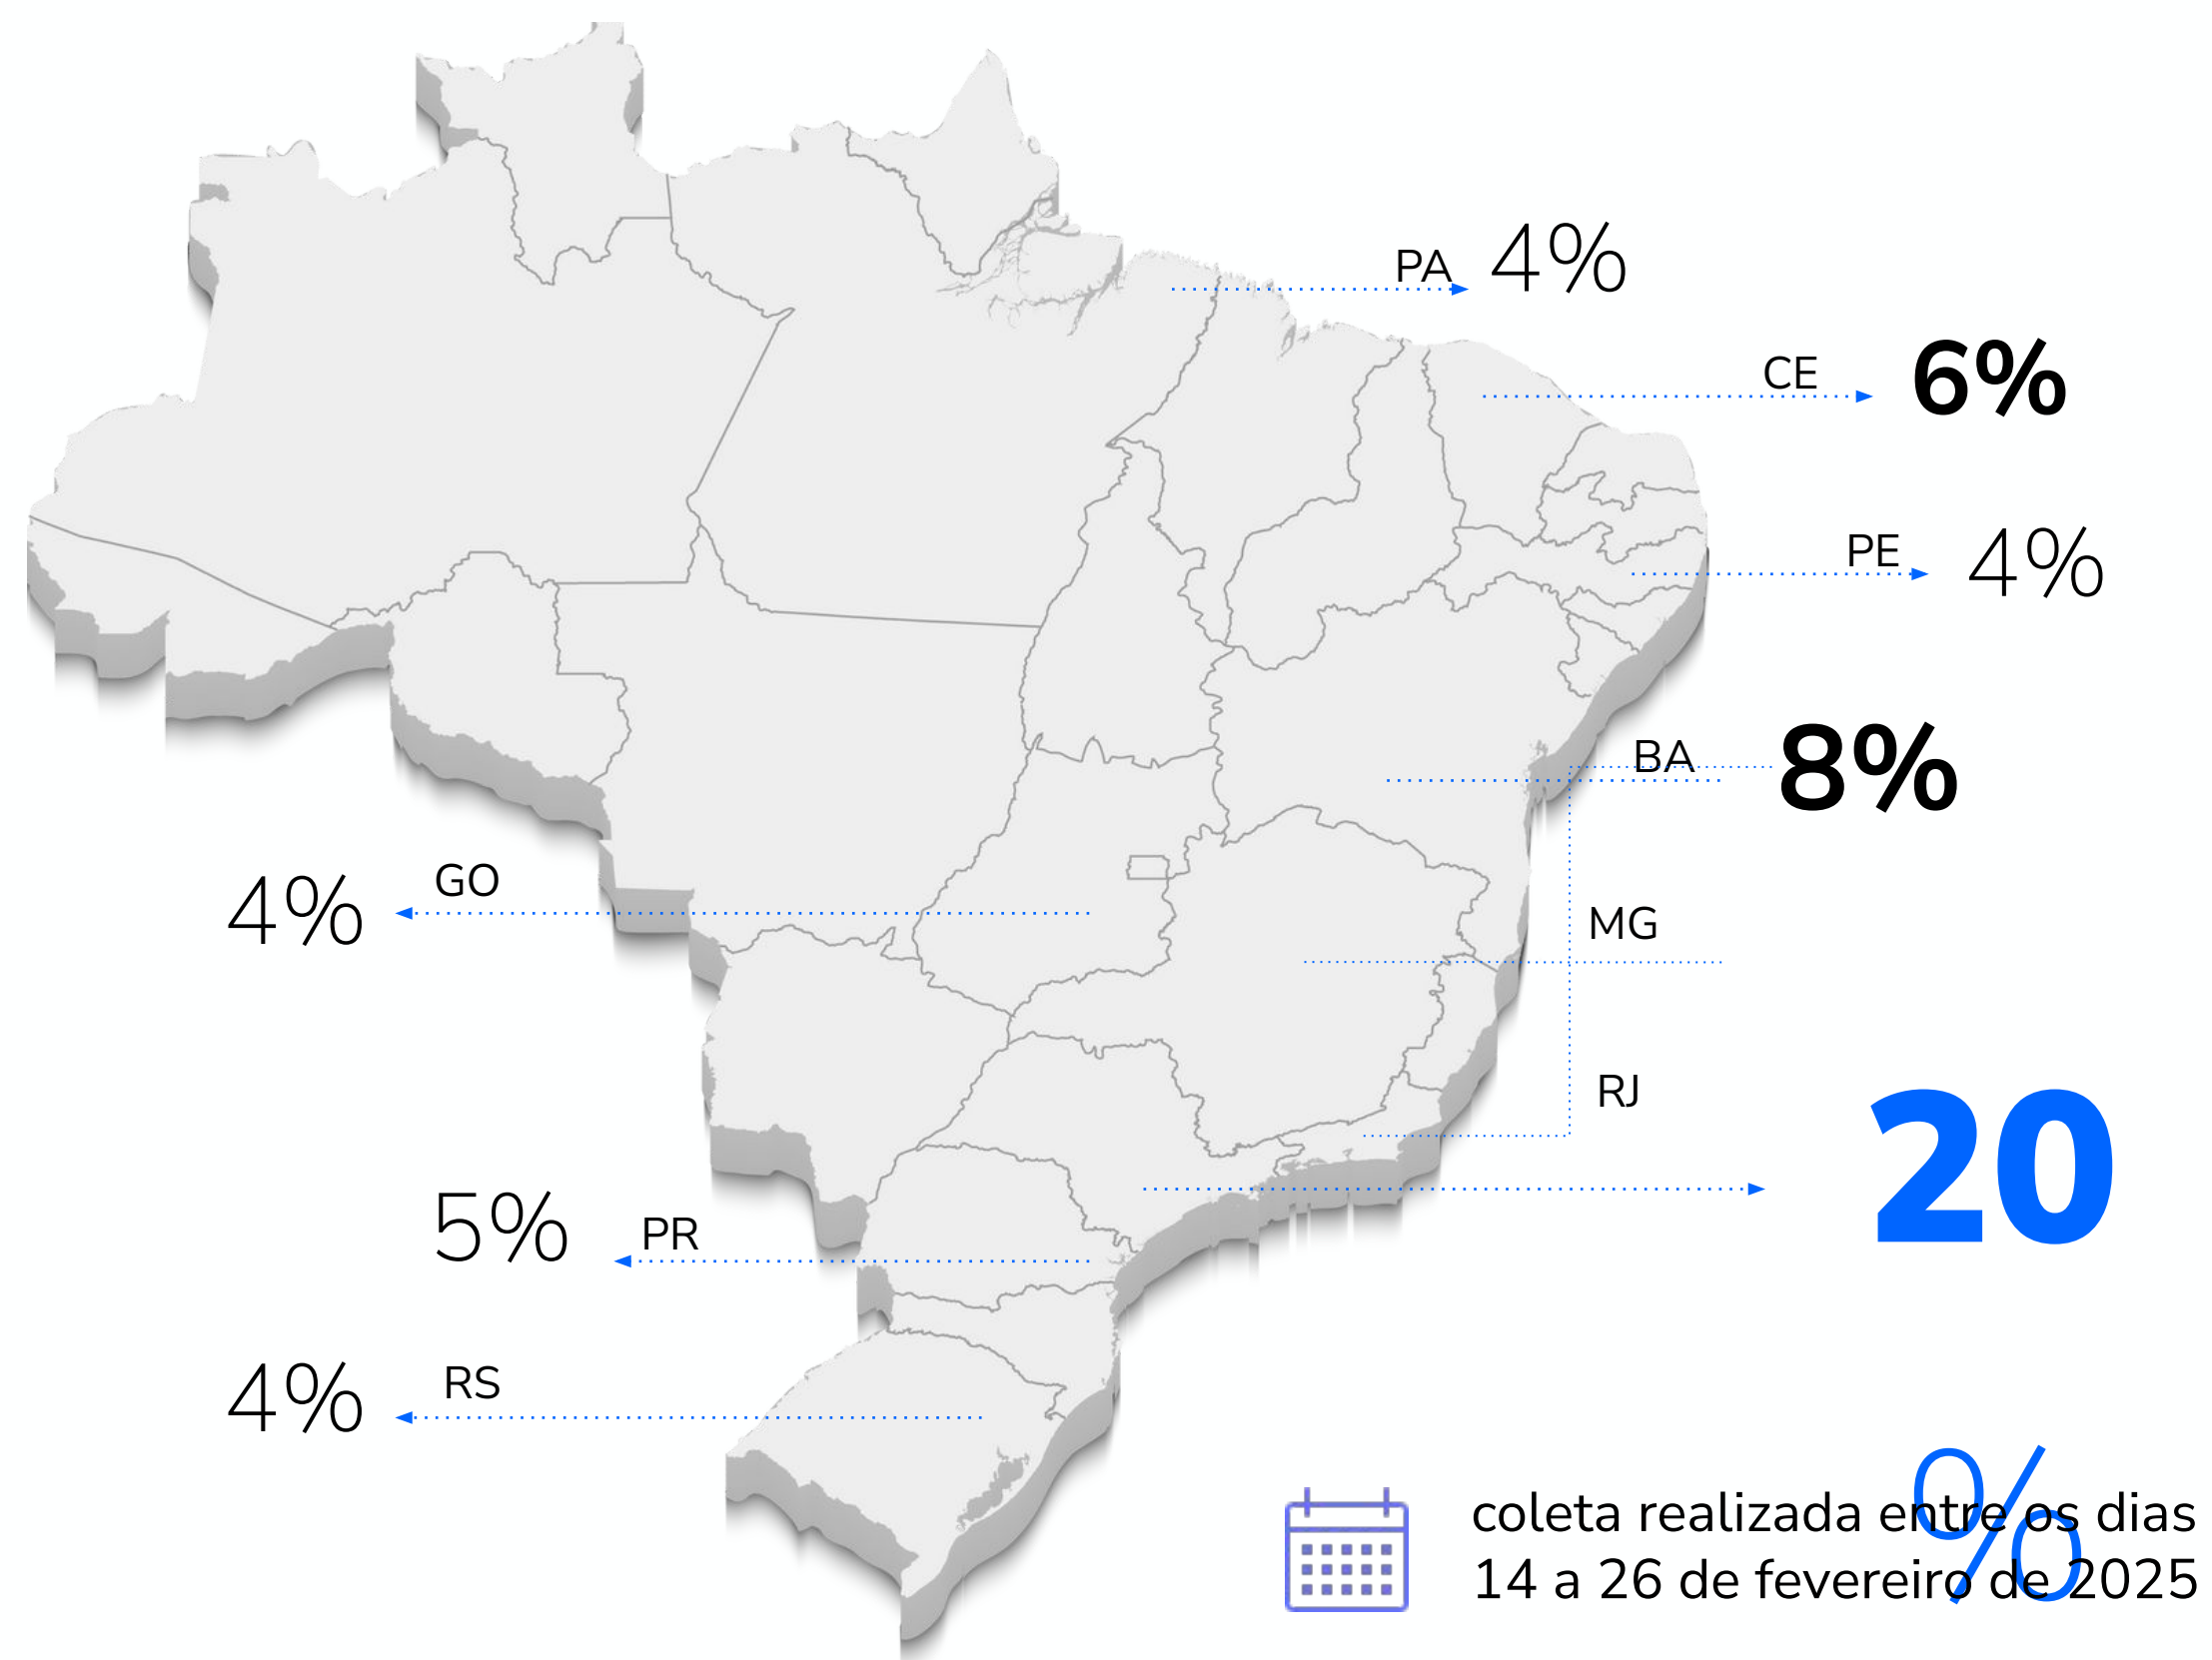 PA 4%
CE 6%
PE 4%
BA 8%
4% GO
MG
RJ
20
5% PR
4% RS
%
coleta realizada entre os dias
14 a 26 de fevereiro de 2025